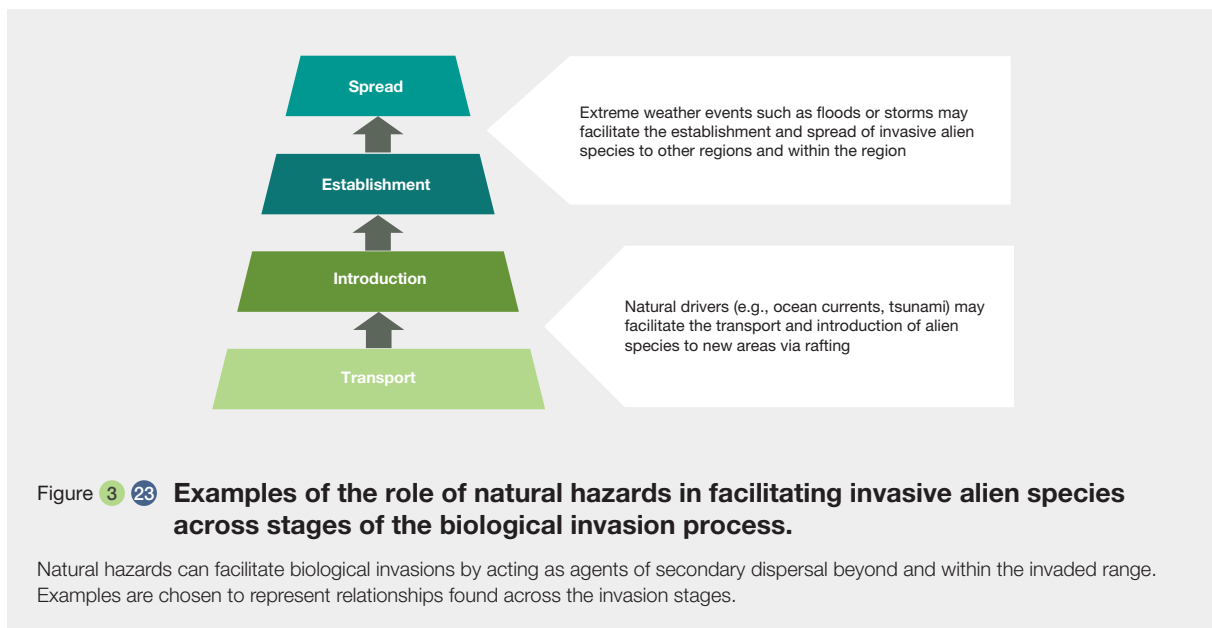 Spread
Extreme weather events such as floods or storms may
facilitate the establishment and spread of invasive alien
species to other regions and within the region
Establishment
Introduction
Natural drivers (e.g., ocean currents, tsunami) may
facilitate the transport and introduction of alien
species to new areas via rafting
Transport
Figure 3 23 Examples of the role of natural hazards in facilitating invasive alien species
across stages of the biological invasion process.
Natural hazards can facilitate biological invasions by acting as agents of secondary dispersal beyond and within the invaded range.
Examples are chosen to represent relationships found across the invasion stages.